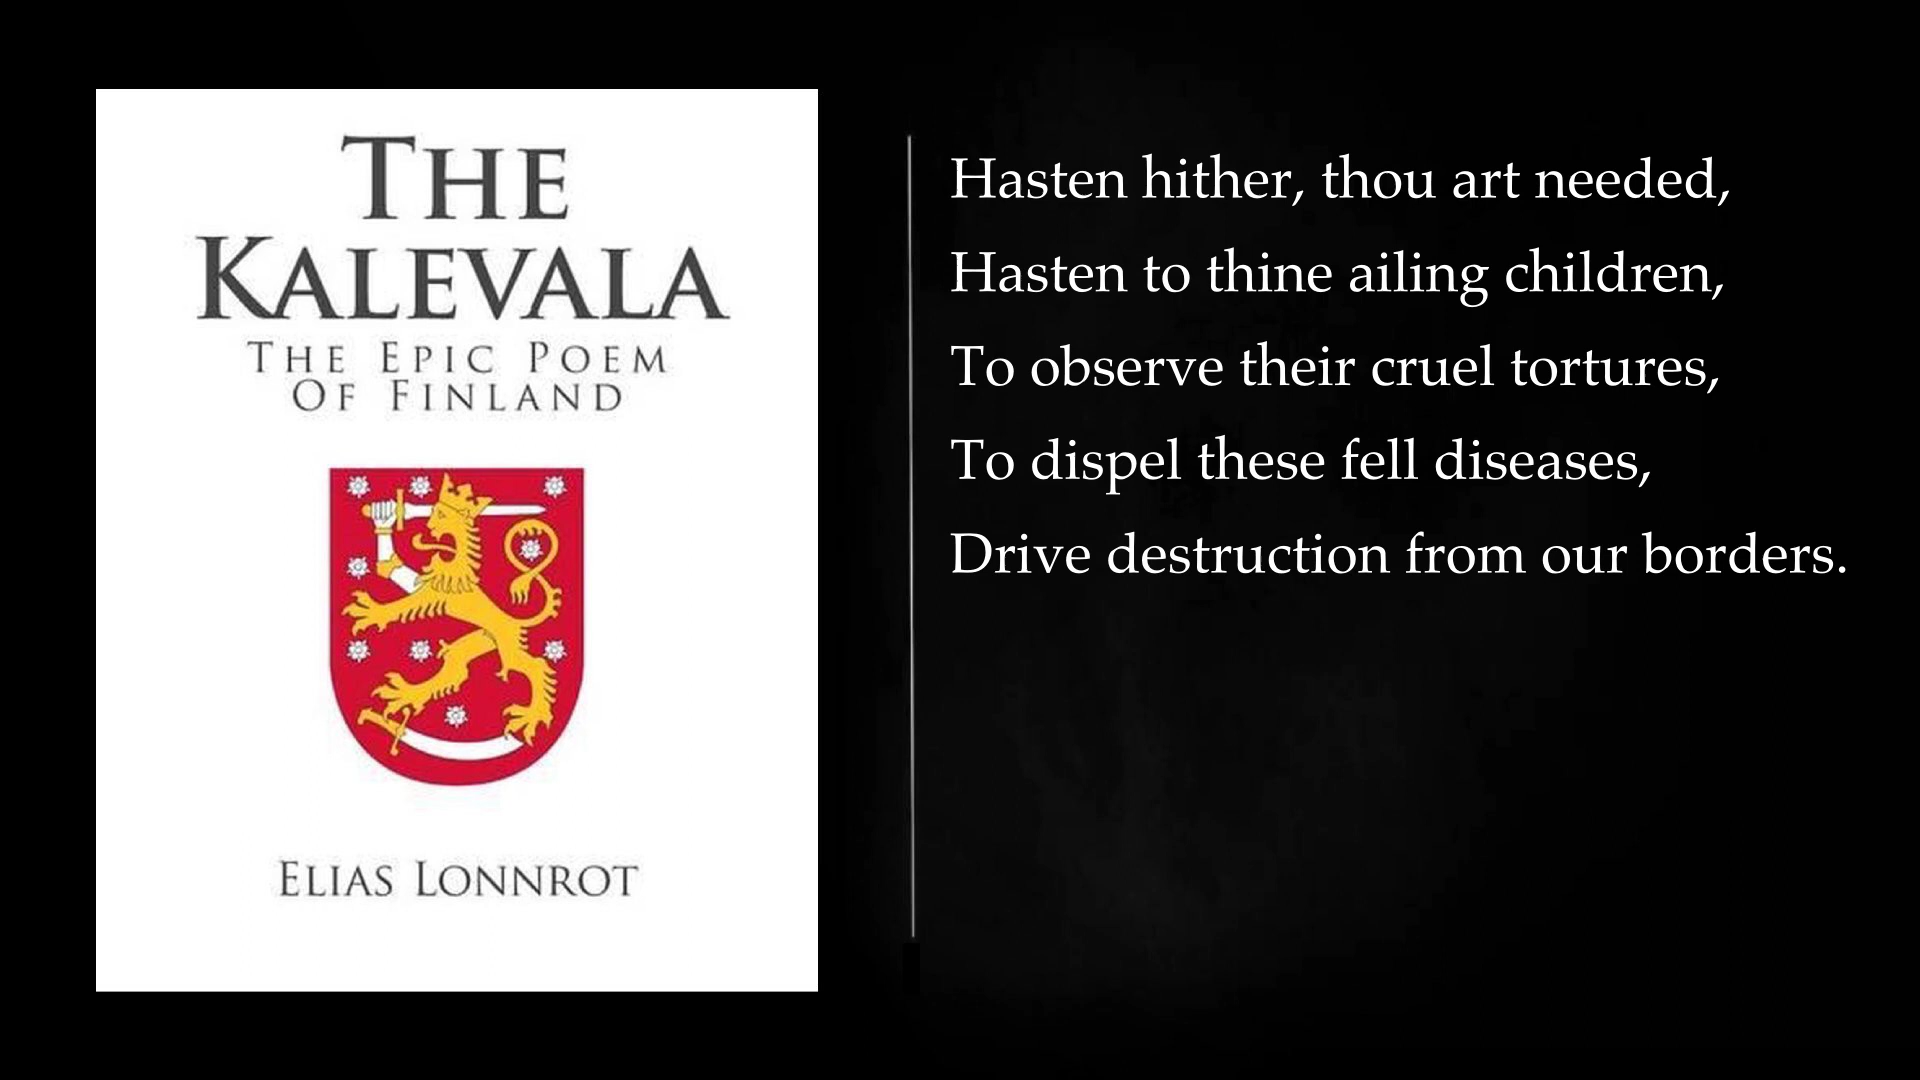 THE
KALEVALA
THE EPIC POEM
OF FINLAND
ELIAS LONNROT
Hasten hither, thou art needed,
Hasten to thine ailing children,
To observe their cruel tortures,
To dispel these fell diseases,
Drive destruction from our borders.